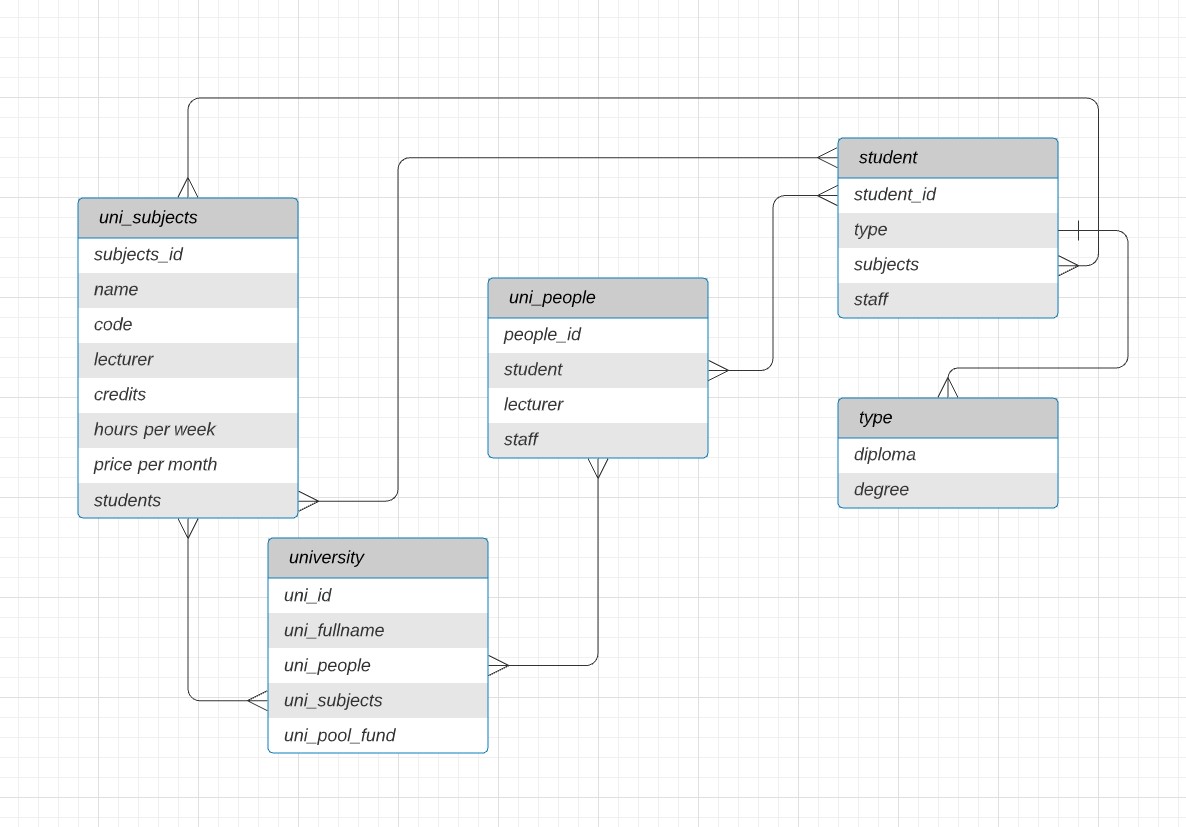 student
student_id
type
subjects
staff
uni_subjects
subjects_id
name
code
lecturer
credits
hours per week
price per month
students
uni_people
people_id
student
lecturer
staff
type
diploma
degree
university
uni_id
uni_fullname
uni_people
uni_subjects
uni_pool_fund